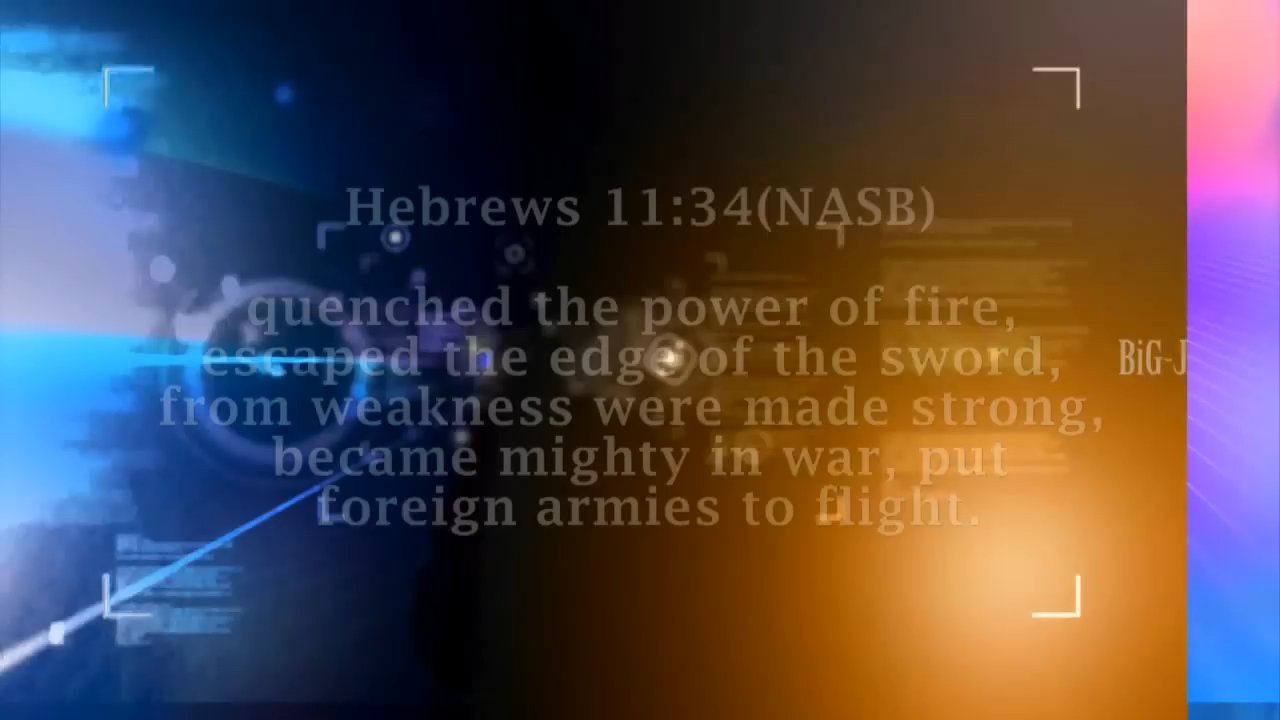 Hebrews 11:34(NASB)
quenched the power of fire,
escaped the edge of the sword,
from weakness were made strong,
became mighty in war, put
foreign armies to flight.
BiG-J